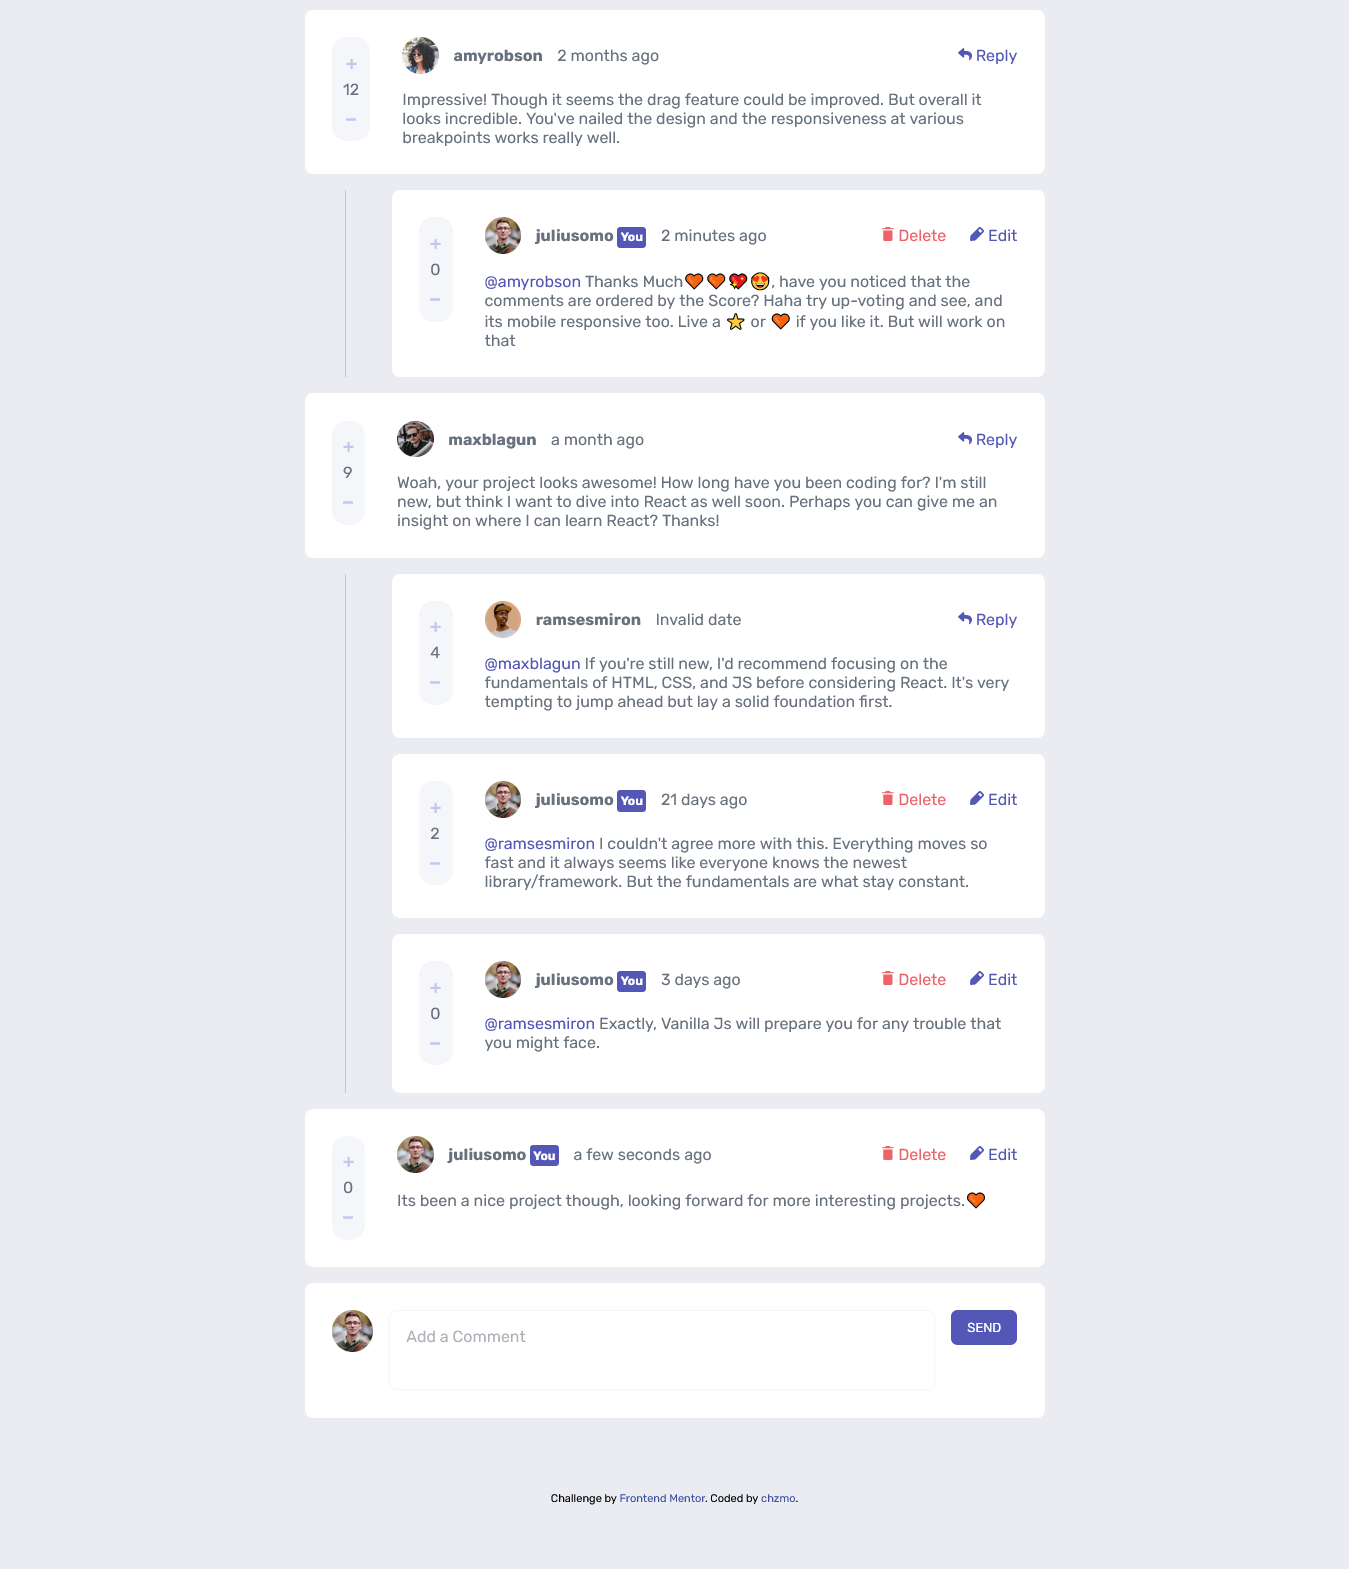 +
12
−
amyrobson 2 months ago
Reply
Impressive! Though it seems the drag feature could be improved. But overall it
looks incredible. You've nailed the design and the responsiveness at various
breakpoints works really well.
+
0
−
juliusomo You 2 minutes ago
Delete Edit
@amyrobson Thanks Much🧡🧡💖😍, have you noticed that the
comments are ordered by the Score? Haha try up-voting and see, and
its mobile responsive too. Live a ⭐ or 🧡 if you like it. But will work on
that
+
9
−
maxblagun a month ago
Reply
Woah, your project looks awesome! How long have you been coding for? I'm still
new, but think I want to dive into React as well soon. Perhaps you can give me an
insight on where I can learn React? Thanks!
+
4
−
ramsesmiron Invalid date
Reply
@maxblagun If you're still new, I'd recommend focusing on the
fundamentals of HTML, CSS, and JS before considering React. It's very
tempting to jump ahead but lay a solid foundation first.
+
2
−
juliusomo You 21 days ago
Delete Edit
@ramsesmiron I couldn't agree more with this. Everything moves so
fast and it always seems like everyone knows the newest
library/framework. But the fundamentals are what stay constant.
+
0
−
juliusomo You 3 days ago
Delete Edit
@ramsesmiron Exactly, Vanilla Js will prepare you for any trouble that
you might face.
+
0
−
juliusomo You a few seconds ago
Delete Edit
Its been a nice project though, looking forward for more interesting projects.🧡
Add a Comment
SEND
Challenge by Frontend Mentor. Coded by chzmo.